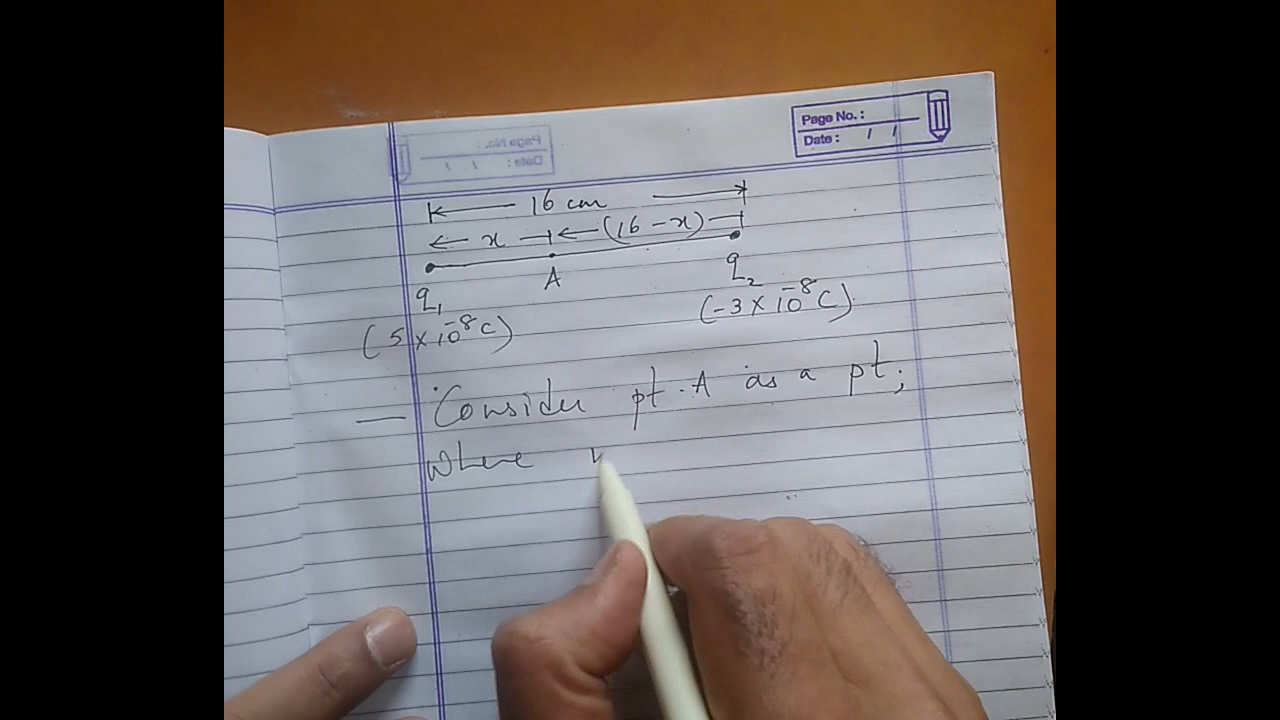 Page No. :
Date : / /
16 cm
x (16 - x)
A
q₁ q₂
(5 × 10⁻⁸ C) (-3 × 10⁻⁸ C).
— Consider pt. A as a pt;
where